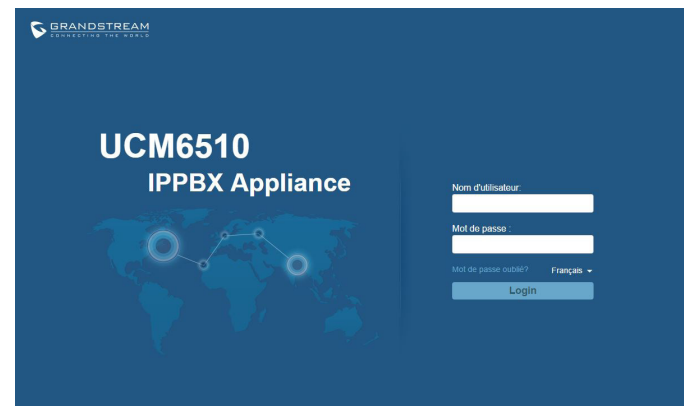 GRANDSTREAM
CONNECTING THE WORLD
UCM6510
IPPBX Appliance
Nom d'utilisateur:
Mot de passe :
Mot de passe oublié?
Français
Login